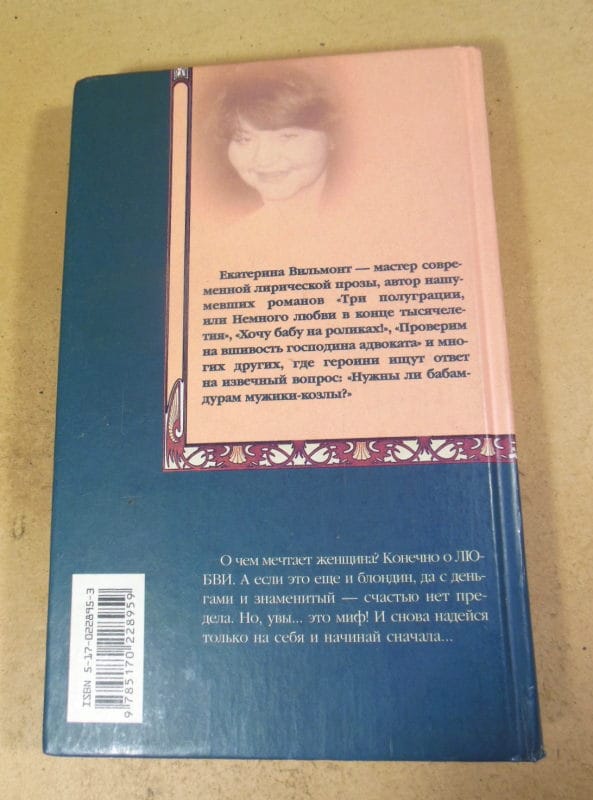 Екатерина Вильмонт — мастер совре-
менной лирической прозы, автор нашу-
мевших романов «Три полуграции,
или Немного любви в конце тысячеле-
тия», «Хочу бабу на роликах!», «Проверим
на вшивость господина адвоката» и мно-
гих других, где героини ищут ответ
на извечный вопрос: «Нужны ли бабам-
дурам мужики-козлы?»
О чем мечтает женщина? Конечно о ЛЮ-
БВИ. А если это еще и блондин, да с день-
гами и знаменитый — счастью нет пре-
дела. Но, увы... это миф! И снова надейся
только на себя и начинай сначала...
ISBN 5-17-022895-3
9 785170 228959